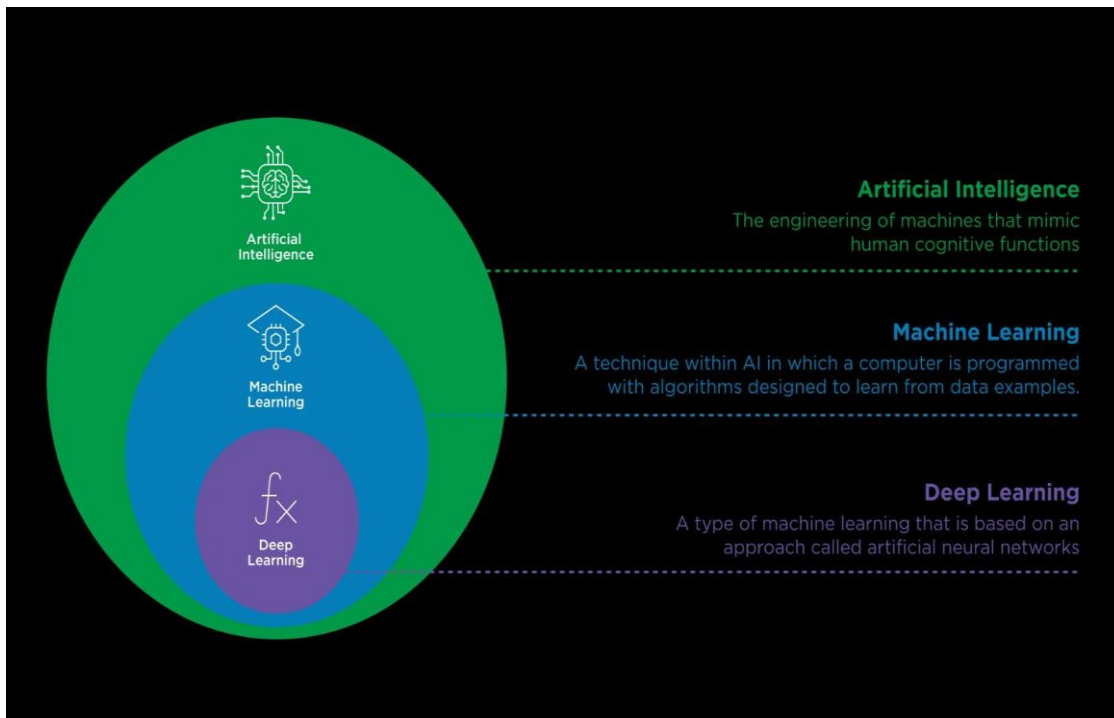 Artificial
Intelligence
Machine
Learning
fx
Deep
Learning
Artificial Intelligence
The engineering of machines that mimic
human cognitive functions
Machine Learning
A technique within AI in which a computer is programmed
with algorithms designed to learn from data examples.
Deep Learning
A type of machine learning that is based on an
approach called artificial neural networks